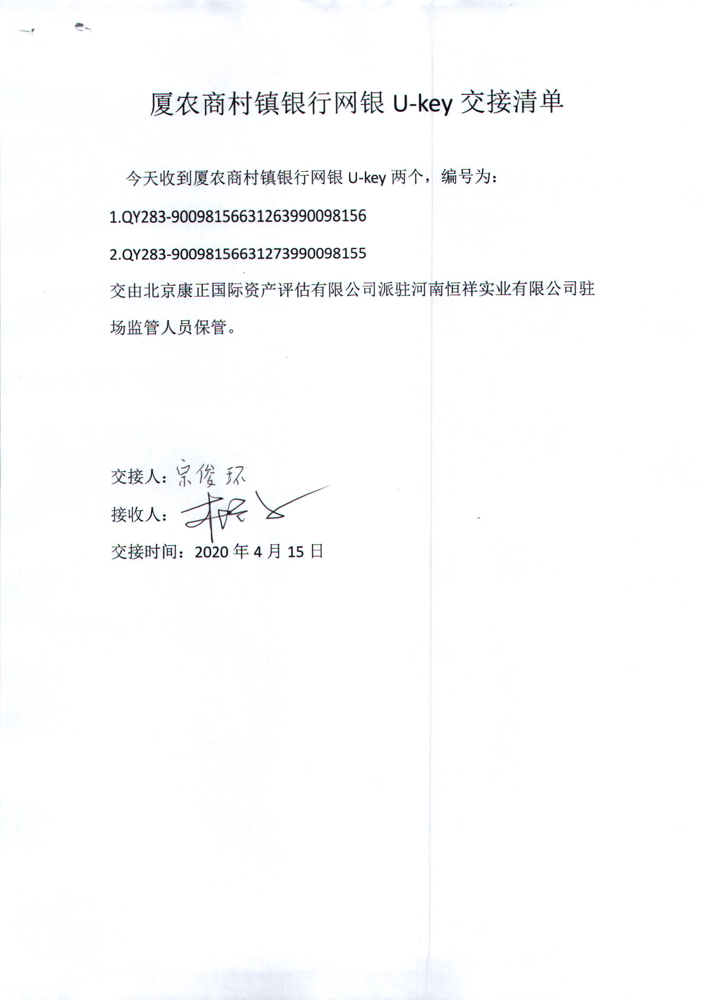 厦农商村镇银行网银 U-key 交接清单
今天收到厦农商村镇银行网银 U-key 两个，编号为：
1.QY283-90098156631263990098156
2.QY283-90098156631273990098155
交由北京康正国际资产评估有限公司派驻河南恒祥实业有限公司驻
场监管人员保管。
交接人：宗俊环
接收人：
交接时间：2020 年 4 月 15 日